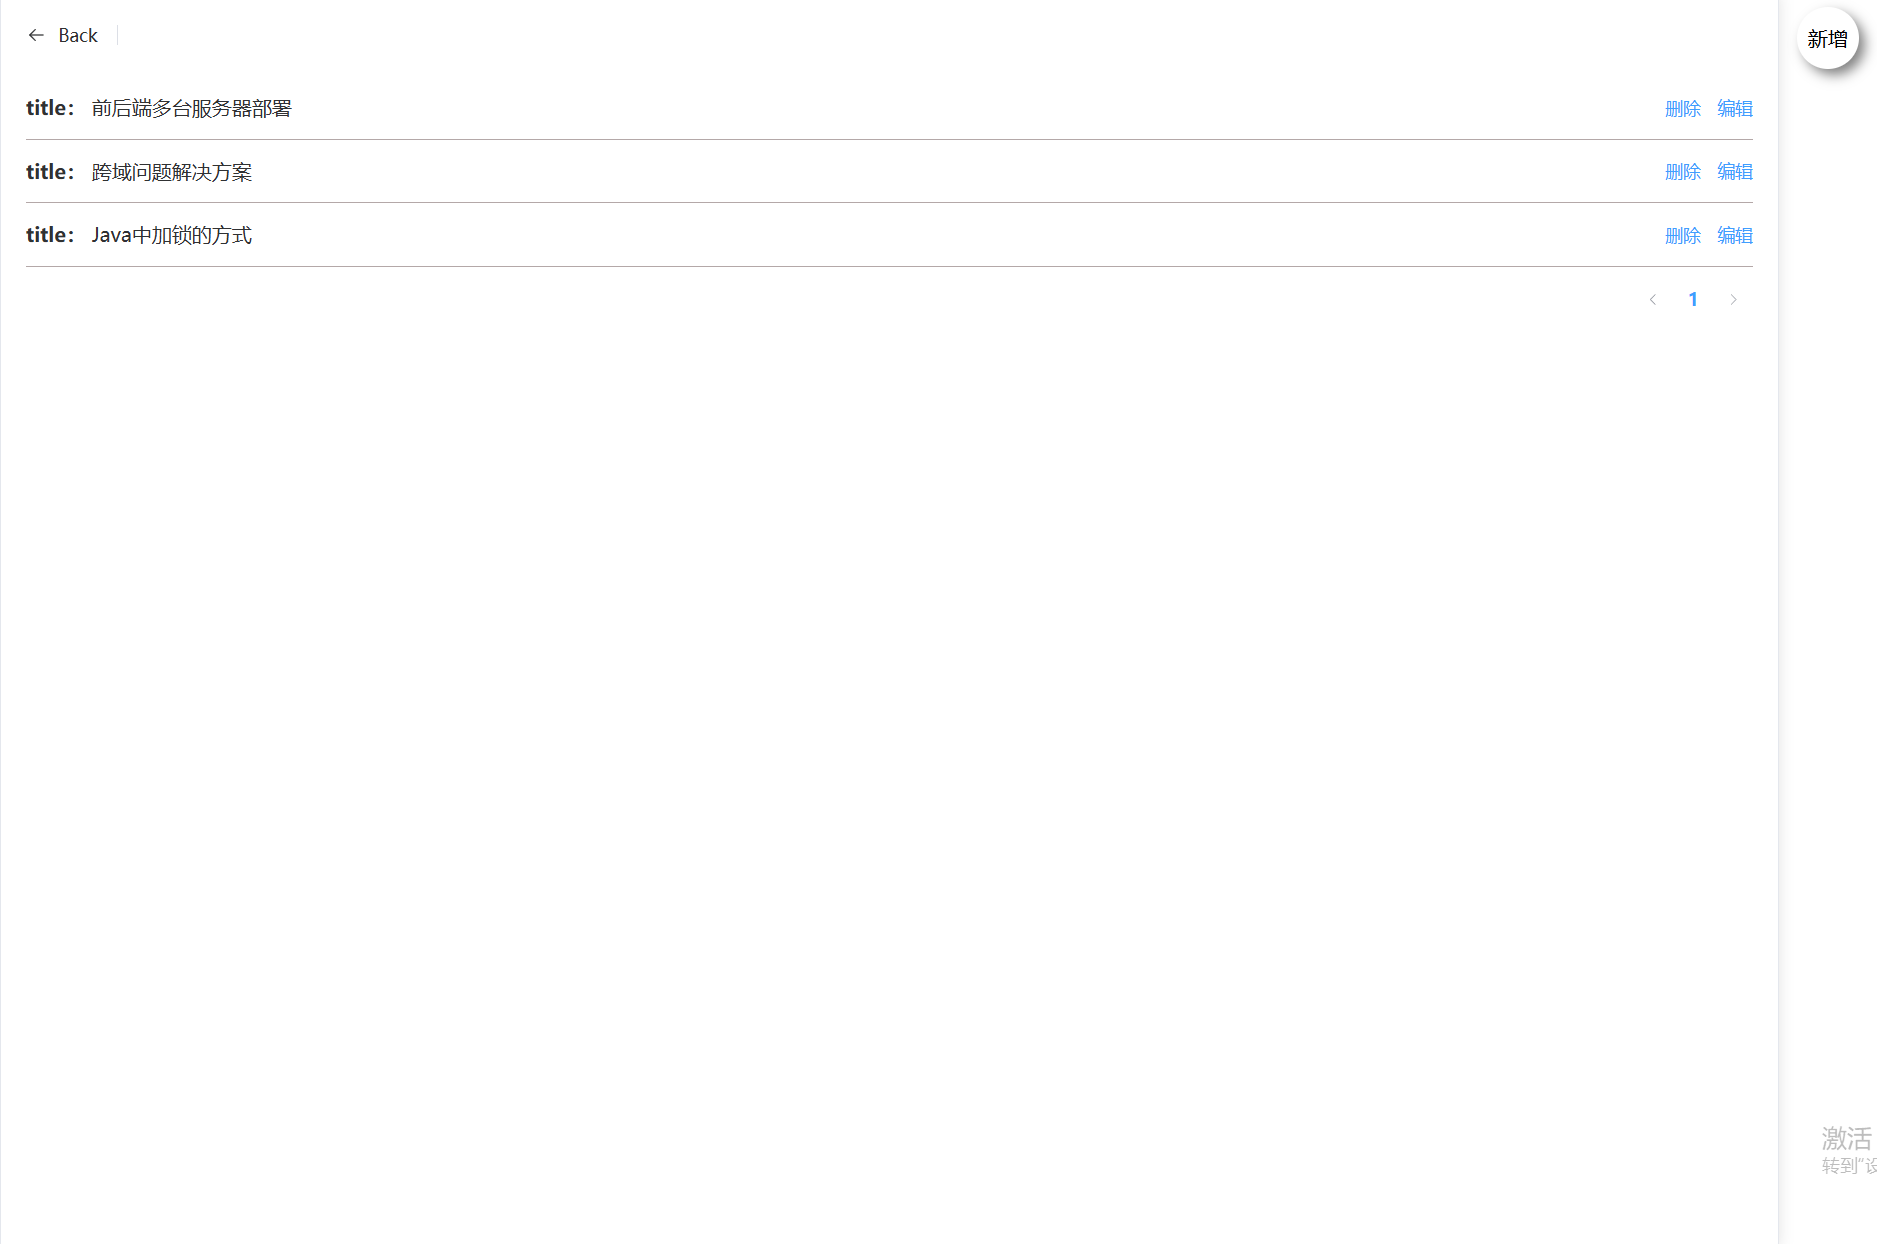 Back
新增
title： 前后端多台服务器部署 删除 编辑
title： 跨域问题解决方案 删除 编辑
title： Java中加锁的方式 删除 编辑
1
激活
转到"设